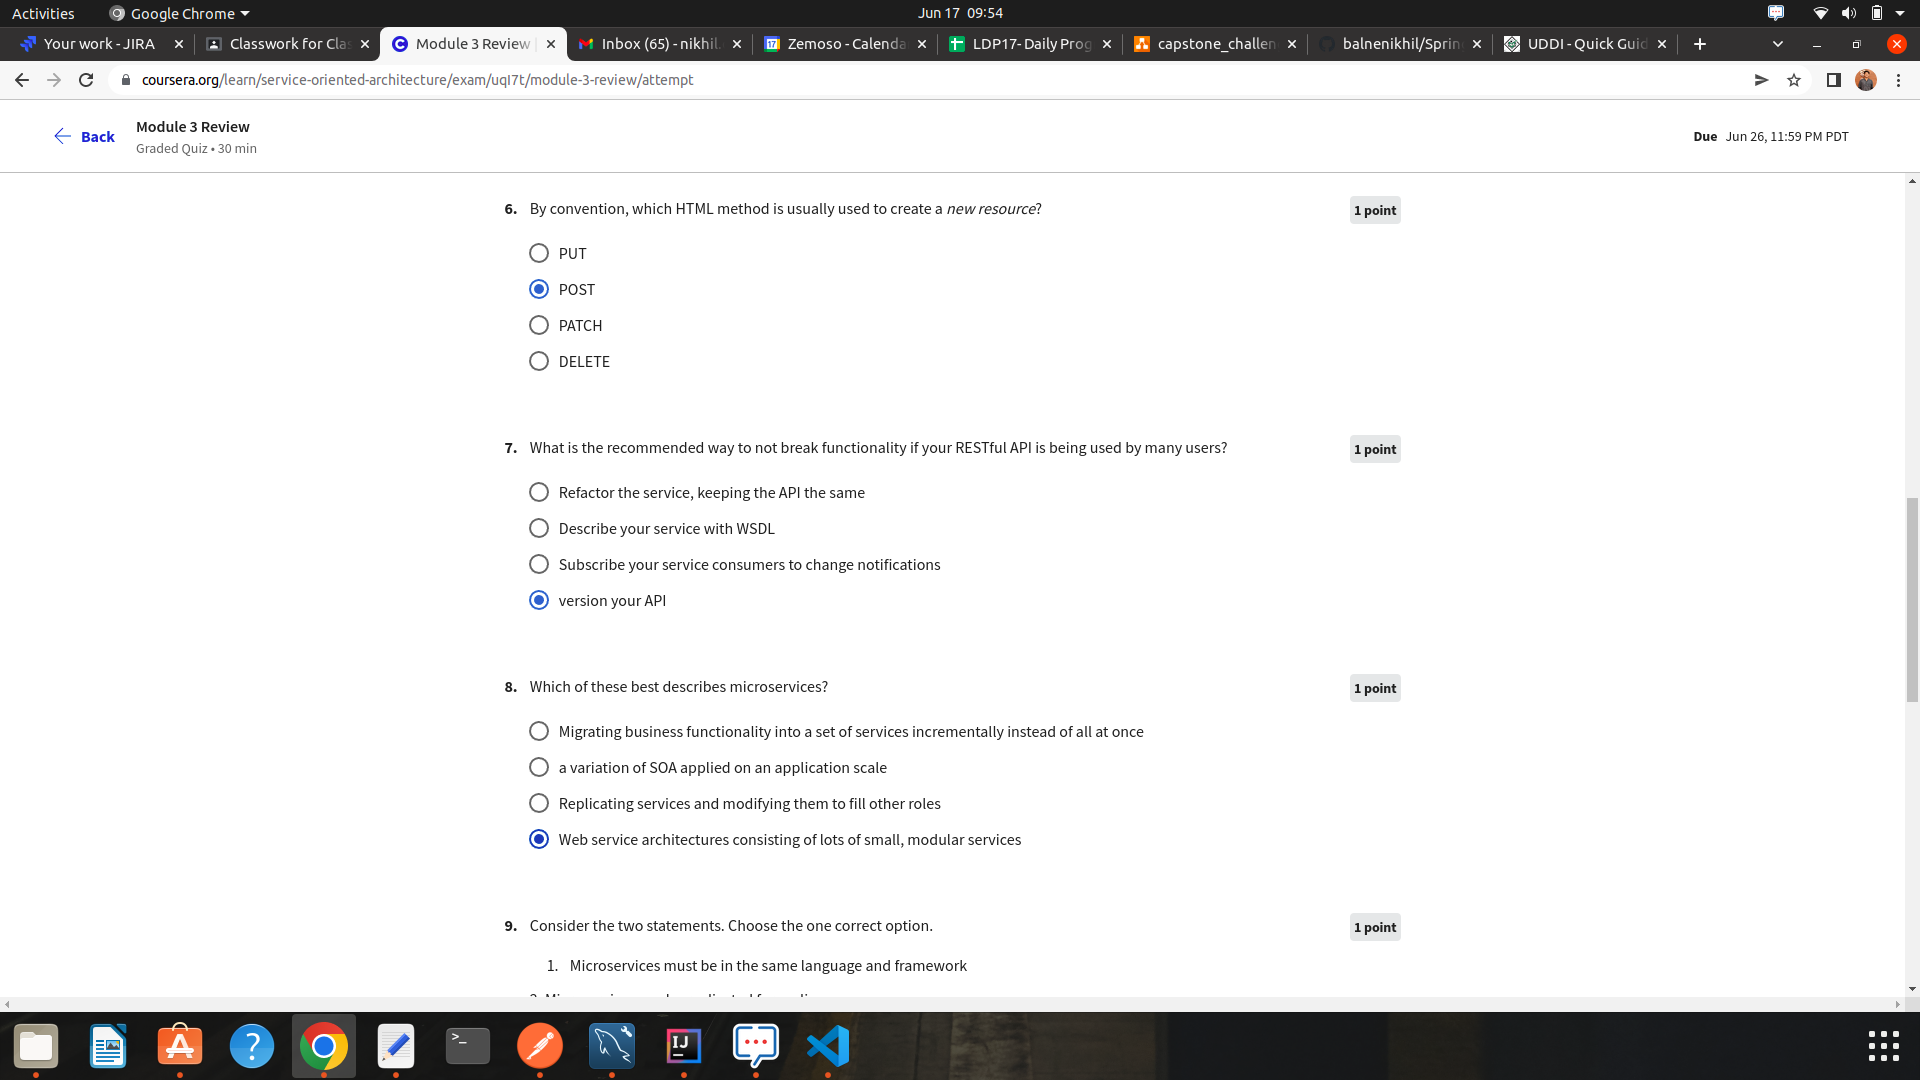 Activities
Google Chrome
Jun 17 09:54
Your work - JIRA
Classwork for Clas
Module 3 Review |
Inbox (65) - nikhil.
Zemoso - Calenda
LDP17- Daily Prog
capstone_challen
balnenikhil/Sprin
UDDI - Quick Guid
coursera.org/learn/service-oriented-architecture/exam/uqI7t/module-3-review/attempt
Back
Module 3 Review
Graded Quiz • 30 min
Due Jun 26, 11:59 PM PDT
6. By convention, which HTML method is usually used to create a new resource?
1 point
PUT
POST
PATCH
DELETE
7. What is the recommended way to not break functionality if your RESTful API is being used by many users?
1 point
Refactor the service, keeping the API the same
Describe your service with WSDL
Subscribe your service consumers to change notifications
version your API
8. Which of these best describes microservices?
1 point
Migrating business functionality into a set of services incrementally instead of all at once
a variation of SOA applied on an application scale
Replicating services and modifying them to fill other roles
Web service architectures consisting of lots of small, modular services
9. Consider the two statements. Choose the one correct option.
1 point
1. Microservices must be in the same language and framework